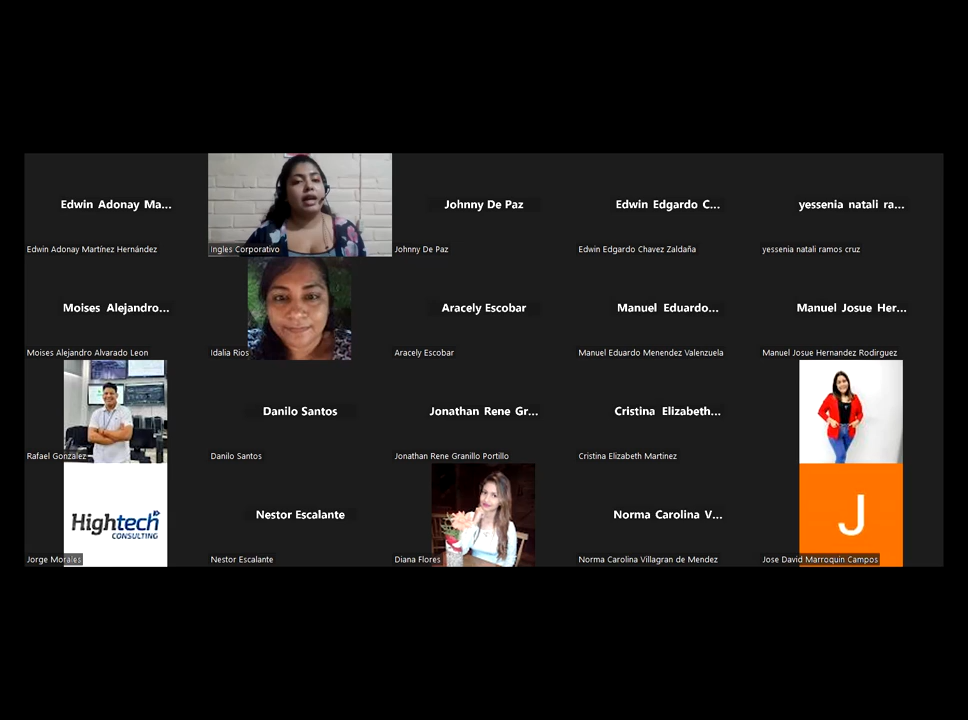 Edwin Adonay Ma...
Edwin Adonay Martínez Hernández
Ingles Corporativo
Johnny De Paz
Johnny De Paz
Edwin Edgardo C...
Edwin Edgardo Chavez Zaldaña
yessenia natali ra...
yessenia natali ramos cruz
Moises Alejandro...
Moises Alejandro Alvarado Leon
Idalia Rios
Aracely Escobar
Aracely Escobar
Manuel Eduardo...
Manuel Eduardo Menendez Valenzuela
Manuel Josue Her...
Manuel Josue Hernandez Rodirguez
Rafael Gonzalez
Danilo Santos
Danilo Santos
Jonathan Rene Gr...
Jonathan Rene Granillo Portillo
Cristina Elizabeth...
Cristina Elizabeth Martinez
Hightech
CONSULTING
Jorge Morales
Nestor Escalante
Nestor Escalante
Diana Flores
Norma Carolina V...
Norma Carolina Villagran de Mendez
J
Jose David Marroquin Campos